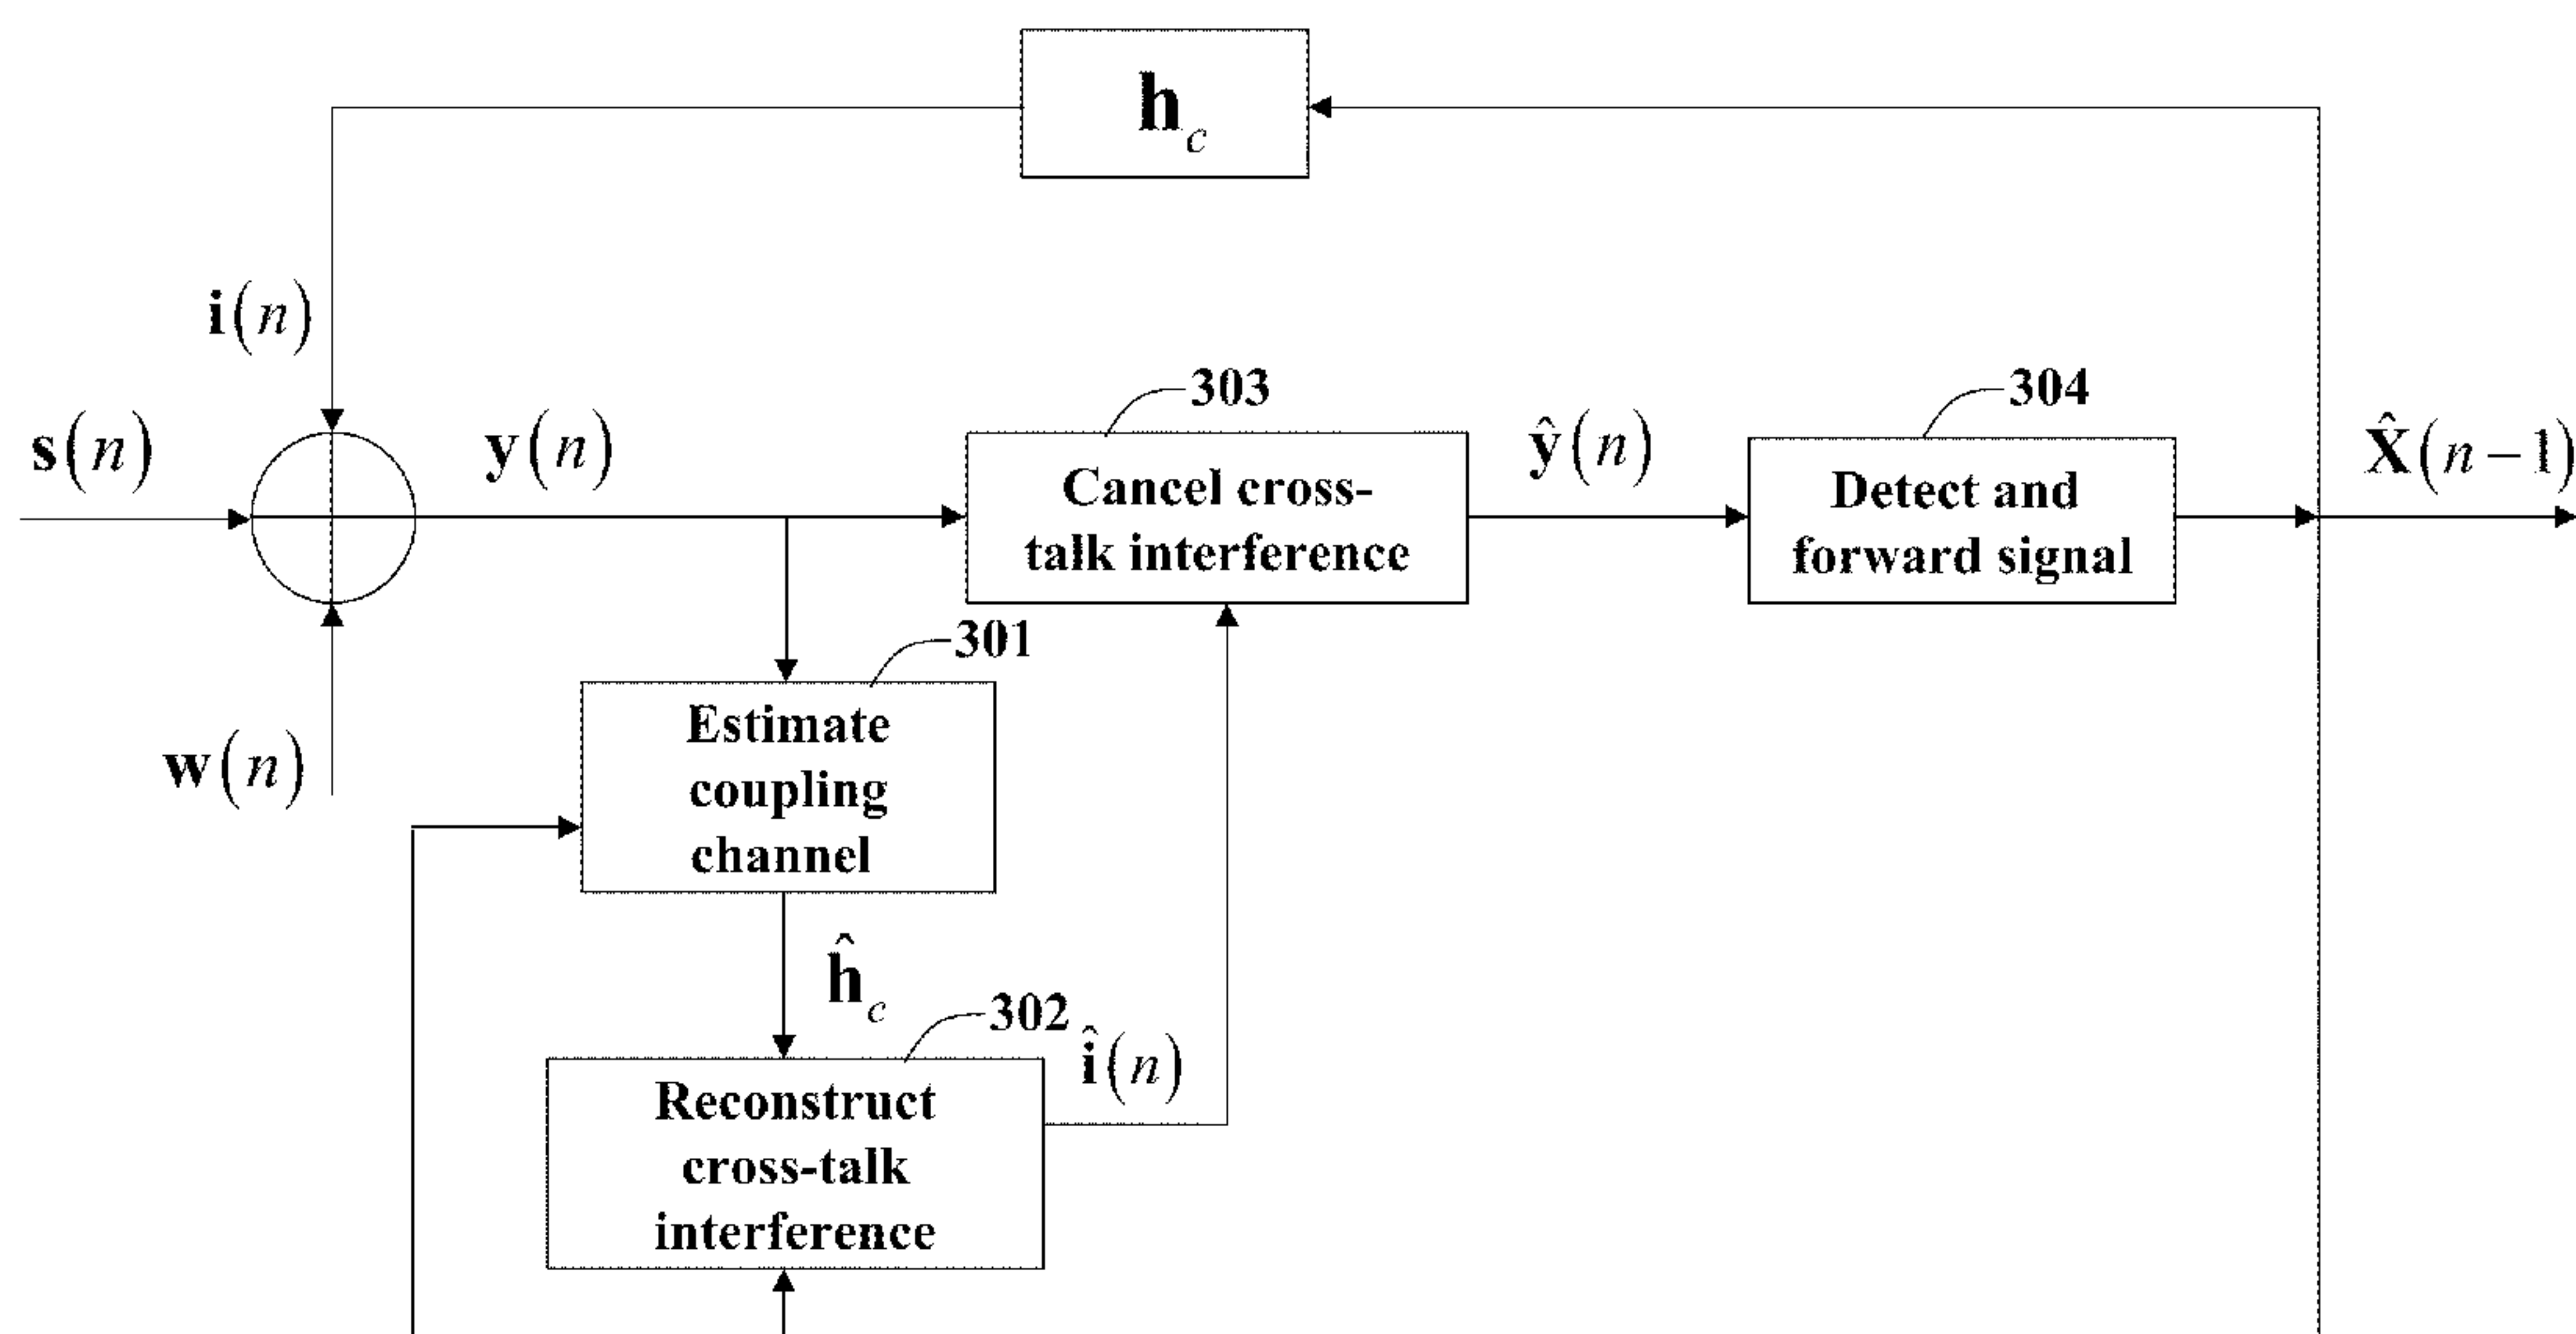 h_c
i(n)
303
304
s(n)
y(n)
ŷ(n)
X̂(n−1)
Cancel cross-
talk interference
Detect and
forward signal
301
w(n)
Estimate
coupling
channel
ĥ_c
302
î(n)
Reconstruct
cross-talk
interference